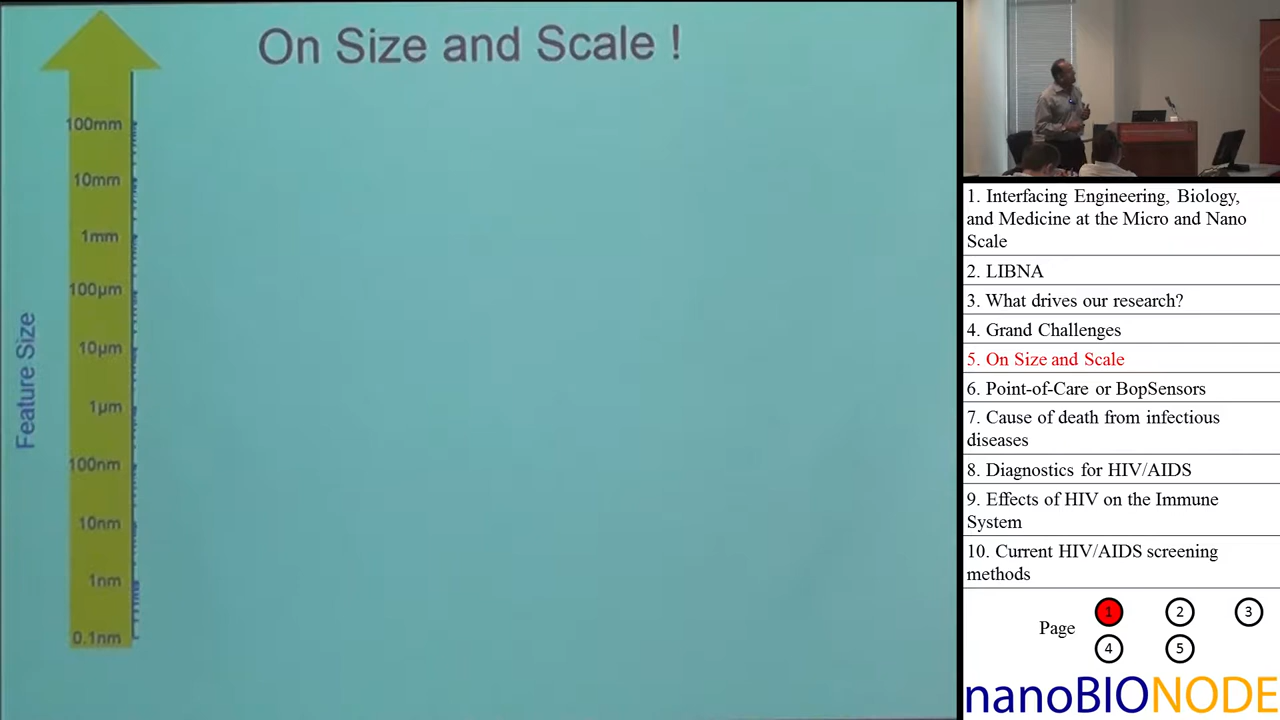 On Size and Scale !
100mm
10mm
1mm
100µm
10µm
1µm
100nm
10nm
1nm
0.1nm
Feature Size
1. Interfacing Engineering, Biology,
and Medicine at the Micro and Nano
Scale
2. LIBNA
3. What drives our research?
4. Grand Challenges
5. On Size and Scale
6. Point-of-Care or BopSensors
7. Cause of death from infectious
diseases
8. Diagnostics for HIV/AIDS
9. Effects of HIV on the Immune
System
10. Current HIV/AIDS screening
methods
Page
1 2 3
4 5
nanoBIONODE